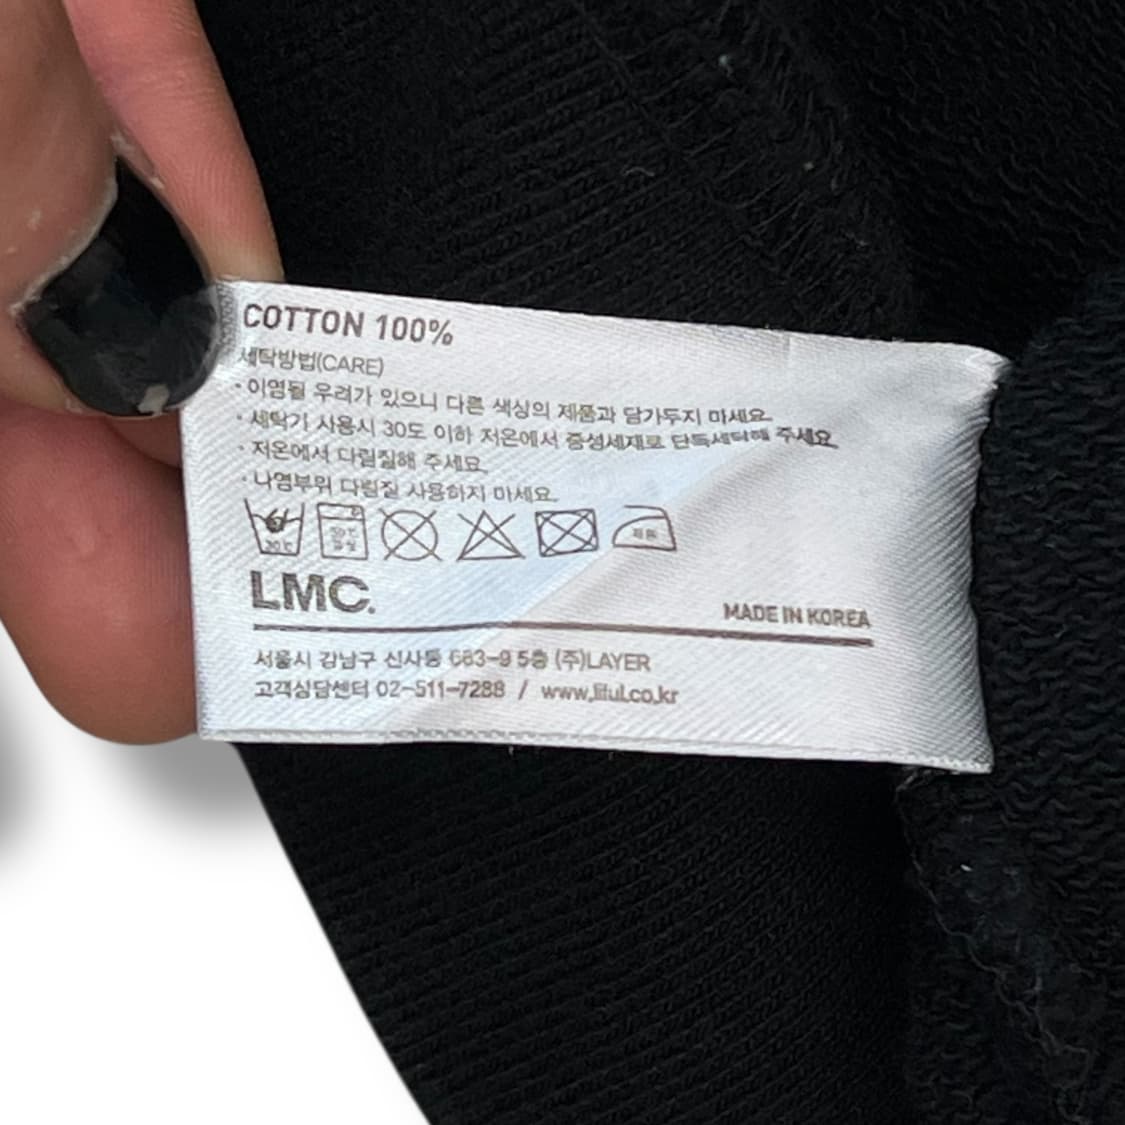 COTTON 100%
세탁방법(CARE)
· 이염될 우려가 있으니 다른 색상의 제품과 담가두지 마세요.
· 세탁기 사용시 30도 이하 저온에서 중성세제로 단독세탁해 주세요.
· 저온에서 다림질해 주세요.
· 나염부위 다림질 사용하지 마세요.
30℃
LMC.
MADE IN KOREA
서울시 강남구 신사동 663-9 5층 (주)LAYER
고객상담센터 02-511-7288 / www.liful.co.kr